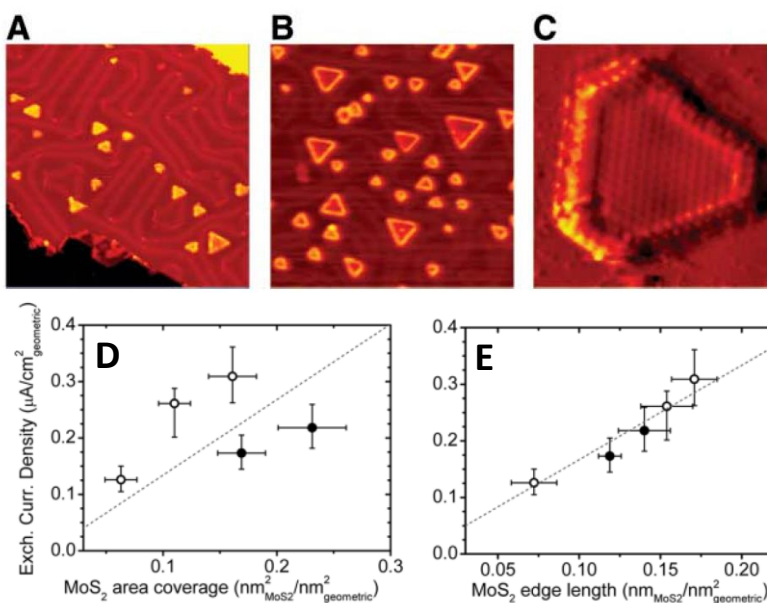 A
B
C
D
E
Exch. Curr. Density (μA/cm²geometric)
0.4
0.3
0.2
0.1
0.0
0.1
0.2
0.3
MoS₂ area coverage (nm²MoS2/nm²geometric)
0.4
0.3
0.2
0.1
0.0
0.05
0.10
0.15
0.20
MoS₂ edge length (nmMoS2/nm²geometric)